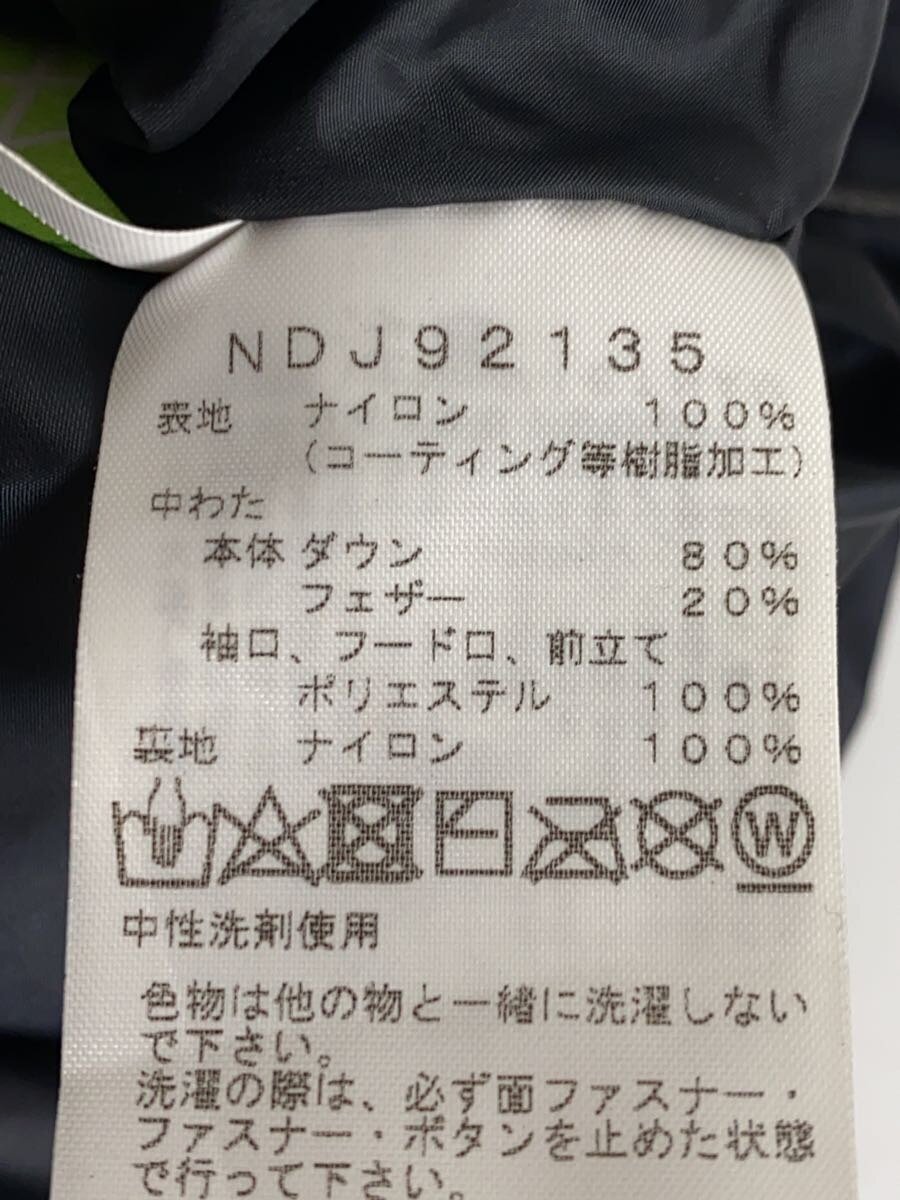 NDJ92135
表地 ナイロン 100%
(コーティング等樹脂加工)
中わた
本体 ダウン 80%
フェザー 20%
袖口、フードロ、前立て
ポリエステル 100%
裏地 ナイロン 100%
W
中性洗剤使用
色物は他の物と一緒に洗濯しない
で下さい。
洗濯の際は、必ず面ファスナー・
ファスナー・ボタンを止めた状態
で行って下さい。